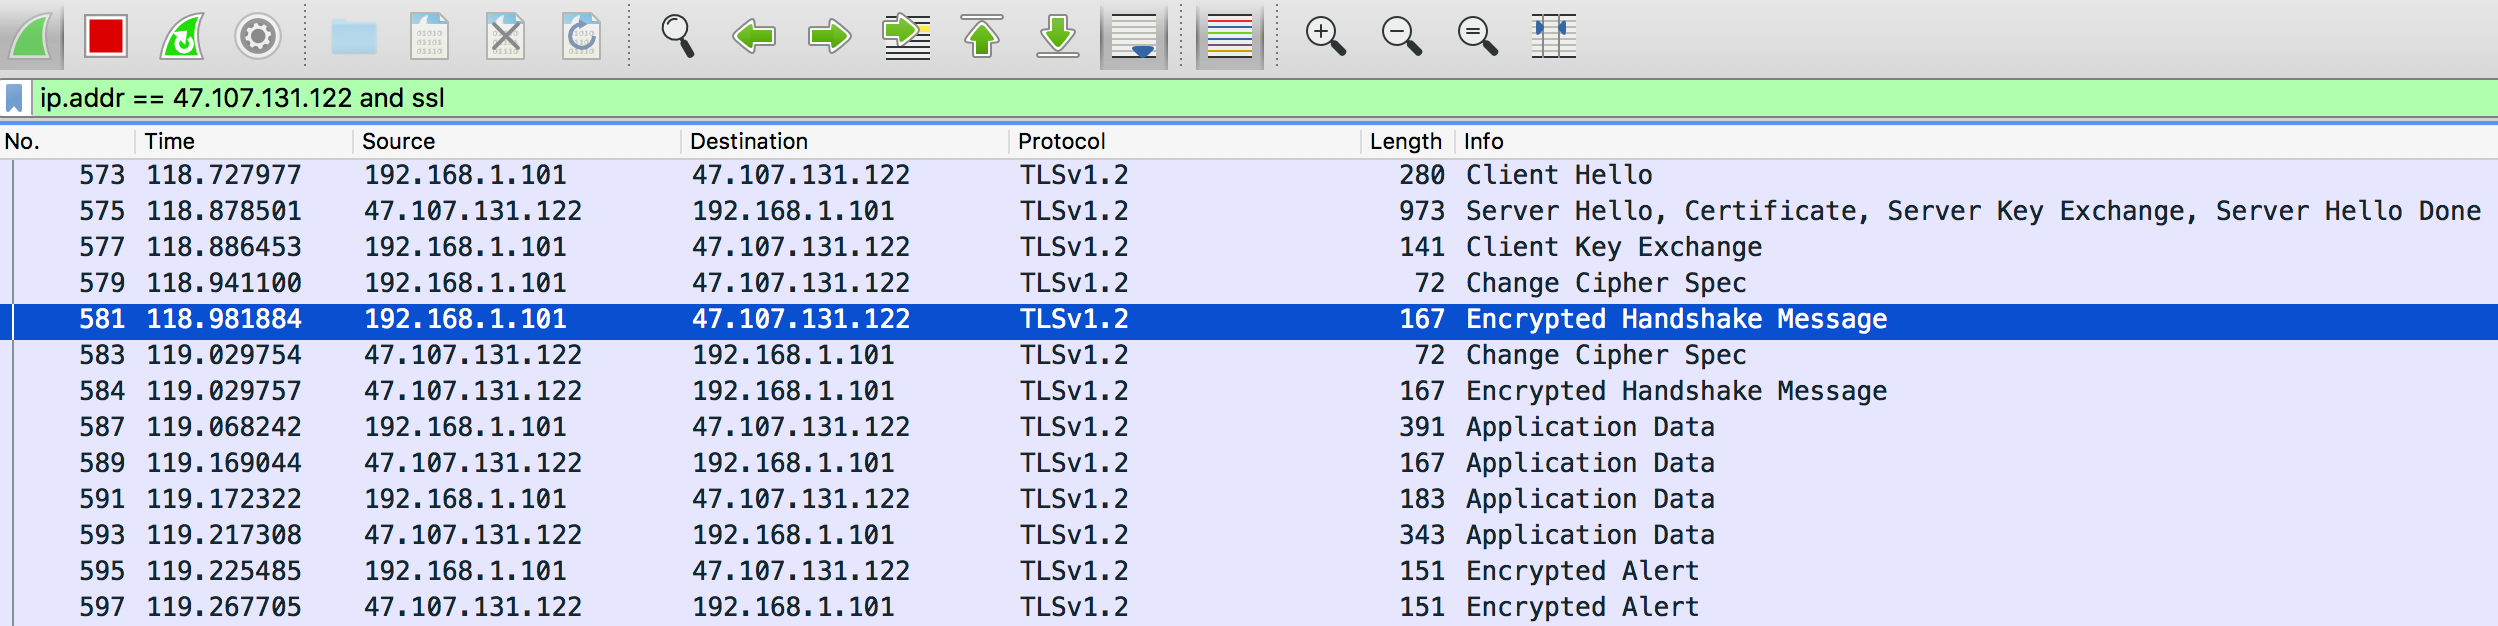 ip.addr == 47.107.131.122 and ssl
No. Time Source Destination Protocol Length Info
573 118.727977 192.168.1.101 47.107.131.122 TLSv1.2 280 Client Hello
575 118.878501 47.107.131.122 192.168.1.101 TLSv1.2 973 Server Hello, Certificate, Server Key Exchange, Server Hello Done
577 118.886453 192.168.1.101 47.107.131.122 TLSv1.2 141 Client Key Exchange
579 118.941100 192.168.1.101 47.107.131.122 TLSv1.2 72 Change Cipher Spec
581 118.981884 192.168.1.101 47.107.131.122 TLSv1.2 167 Encrypted Handshake Message
583 119.029754 47.107.131.122 192.168.1.101 TLSv1.2 72 Change Cipher Spec
584 119.029757 47.107.131.122 192.168.1.101 TLSv1.2 167 Encrypted Handshake Message
587 119.068242 192.168.1.101 47.107.131.122 TLSv1.2 391 Application Data
589 119.169044 47.107.131.122 192.168.1.101 TLSv1.2 167 Application Data
591 119.172322 192.168.1.101 47.107.131.122 TLSv1.2 183 Application Data
593 119.217308 47.107.131.122 192.168.1.101 TLSv1.2 343 Application Data
595 119.225485 192.168.1.101 47.107.131.122 TLSv1.2 151 Encrypted Alert
597 119.267705 47.107.131.122 192.168.1.101 TLSv1.2 151 Encrypted Alert